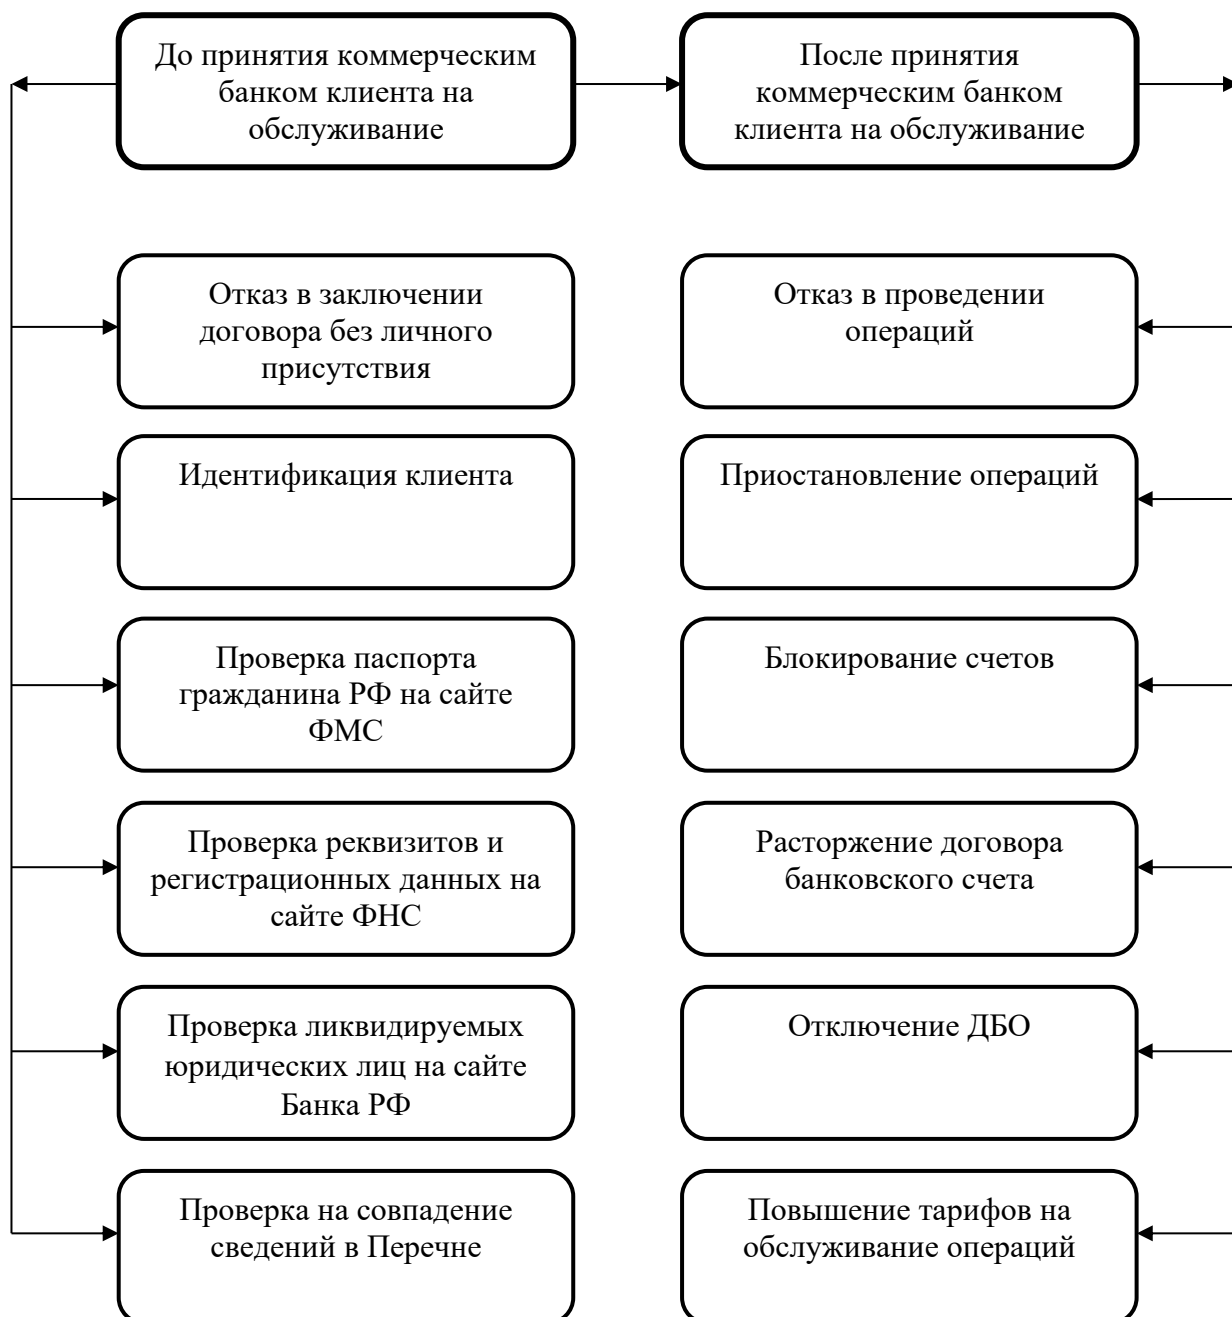 До принятия коммерческим
банком клиента на
обслуживание
После принятия
коммерческим банком
клиента на обслуживание
Отказ в заключении
договора без личного
присутствия
Отказ в проведении
операций
Идентификация клиента
Приостановление операций
Проверка паспорта
гражданина РФ на сайте
ФМС
Блокирование счетов
Проверка реквизитов и
регистрационных данных на
сайте ФНС
Расторжение договора
банковского счета
Проверка ликвидируемых
юридических лиц на сайте
Банка РФ
Отключение ДБО
Проверка на совпадение
сведений в Перечне
Повышение тарифов на
обслуживание операций